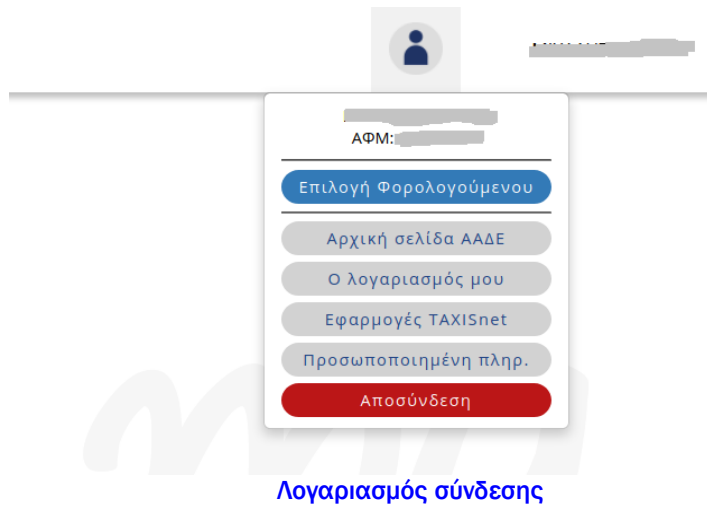 ΑΦΜ:
Επιλογή Φορολογούμενου
Αρχική σελίδα ΑΑΔΕ
Ο λογαριασμός μου
Εφαρμογές TAXISnet
Προσωποποιημένη πληρ.
Αποσύνδεση
Λογαριασμός σύνδεσης